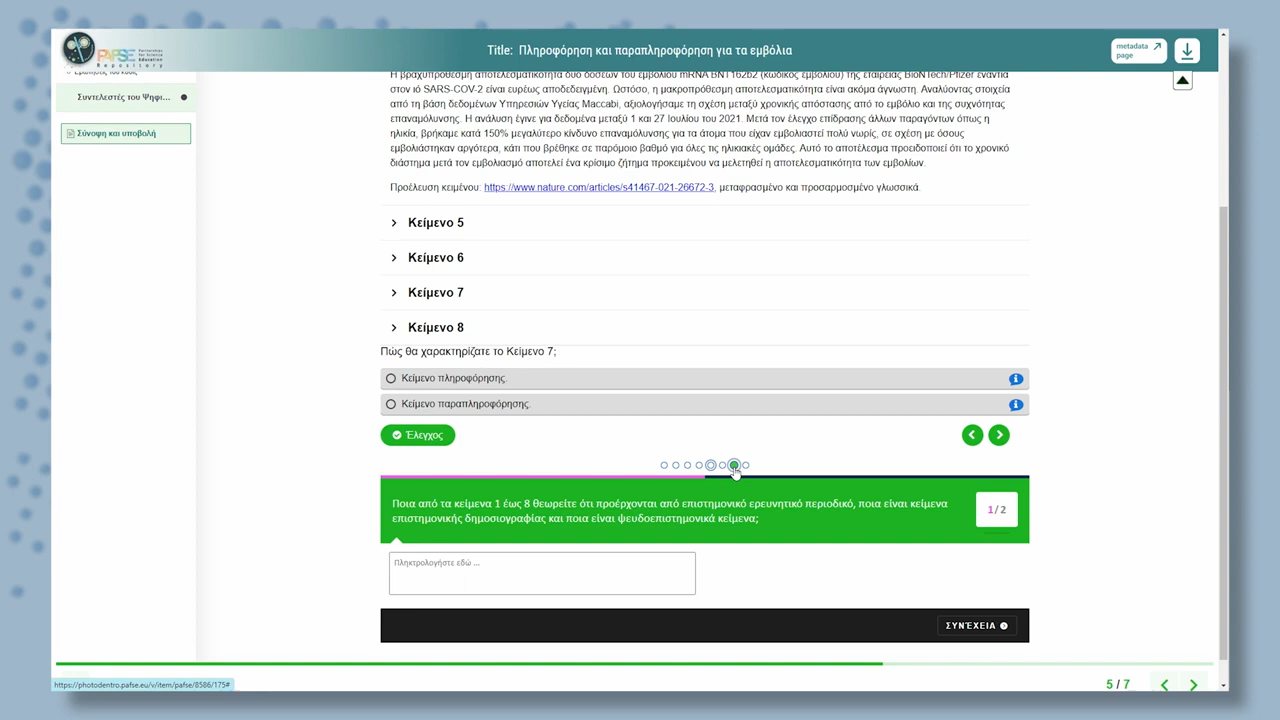 PAFSE Partnerships for Science Education
Repository
Title: Πληροφόρηση και παραπληροφόρηση για τα εμβόλια
metadata page
Ερωτήσεις του κουίς
Συντελεστές του Ψηφι...
Σύνοψη και υποβολή
Η βραχυπρόθεσμη αποτελεσματικότητα δύο δόσεων του εμβολίου mRNA BNT162b2 (κωδικός εμβολίου) της εταιρείας BioNTech/Pfizer ενάντια
στον ιό SARS-COV-2 είναι ευρέως αποδεδειγμένη. Ωστόσο, η μακροπρόθεσμη αποτελεσματικότητα είναι ακόμα άγνωστη. Αναλύοντας στοιχεία
από τη βάση δεδομένων Υπηρεσιών Υγείας Maccabi, αξιολογήσαμε τη σχέση μεταξύ χρονικής απόστασης από το εμβόλιο και της συχνότητας
επαναμόλυνσης. Η ανάλυση έγινε για δεδομένα μεταξύ 1 και 27 Ιουλίου του 2021. Μετά τον έλεγχο επίδρασης άλλων παραγόντων όπως η
ηλικία, βρήκαμε κατά 150% μεγαλύτερο κίνδυνο επαναμόλυνσης για τα άτομα που είχαν εμβολιαστεί πολύ νωρίς, σε σχέση με όσους
εμβολιάστηκαν αργότερα, κάτι που βρέθηκε σε παρόμοιο βαθμό για όλες τις ηλικιακές ομάδες. Αυτό το αποτέλεσμα προειδοποιεί ότι το χρονικό
διάστημα μετά τον εμβολιασμό αποτελεί ένα κρίσιμο ζήτημα προκειμένου να μελετηθεί η αποτελεσματικότητα των εμβολίων.
Προέλευση κειμένου: https://www.nature.com/articles/s41467-021-26672-3, μεταφρασμένο και προσαρμοσμένο γλωσσικά.
Κείμενο 5
Κείμενο 6
Κείμενο 7
Κείμενο 8
Πώς θα χαρακτηρίζατε το Κείμενο 7;
Κείμενο πληροφόρησης.
Κείμενο παραπληροφόρησης.
Έλεγχος
Ποια από τα κείμενα 1 έως 8 θεωρείτε ότι προέρχονται από επιστημονικό ερευνητικό περιοδικό, ποια είναι κείμενα
επιστημονικής δημοσιογραφίας και ποια είναι ψευδοεπιστημονικά κείμενα;
1 / 2
Πληκτρολογήστε εδώ ...
ΣΥΝΈΧΕΙΑ
5 / 7
https://photodentro.pafse.eu/v/item/pafse/8586/175#